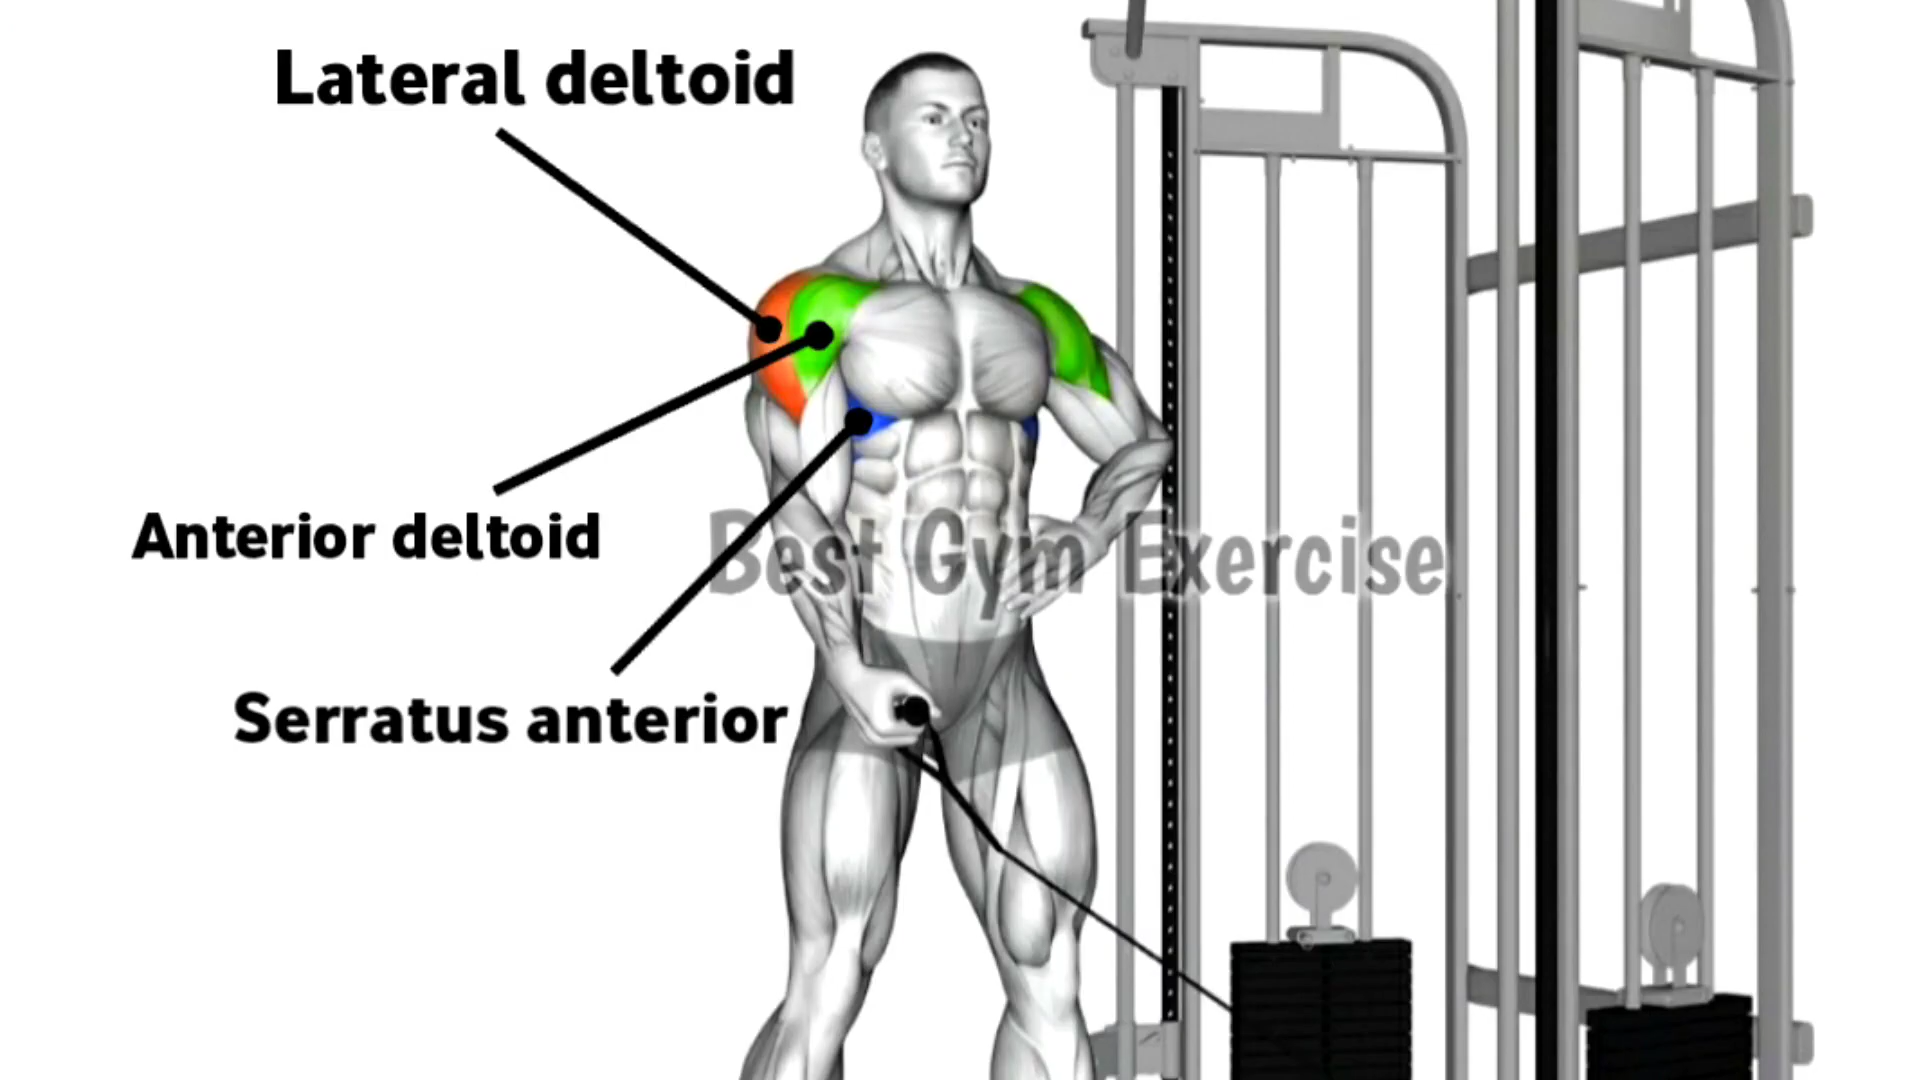 Lateral deltoid
Anterior deltoid
Best Gym Exercise
Serratus anterior